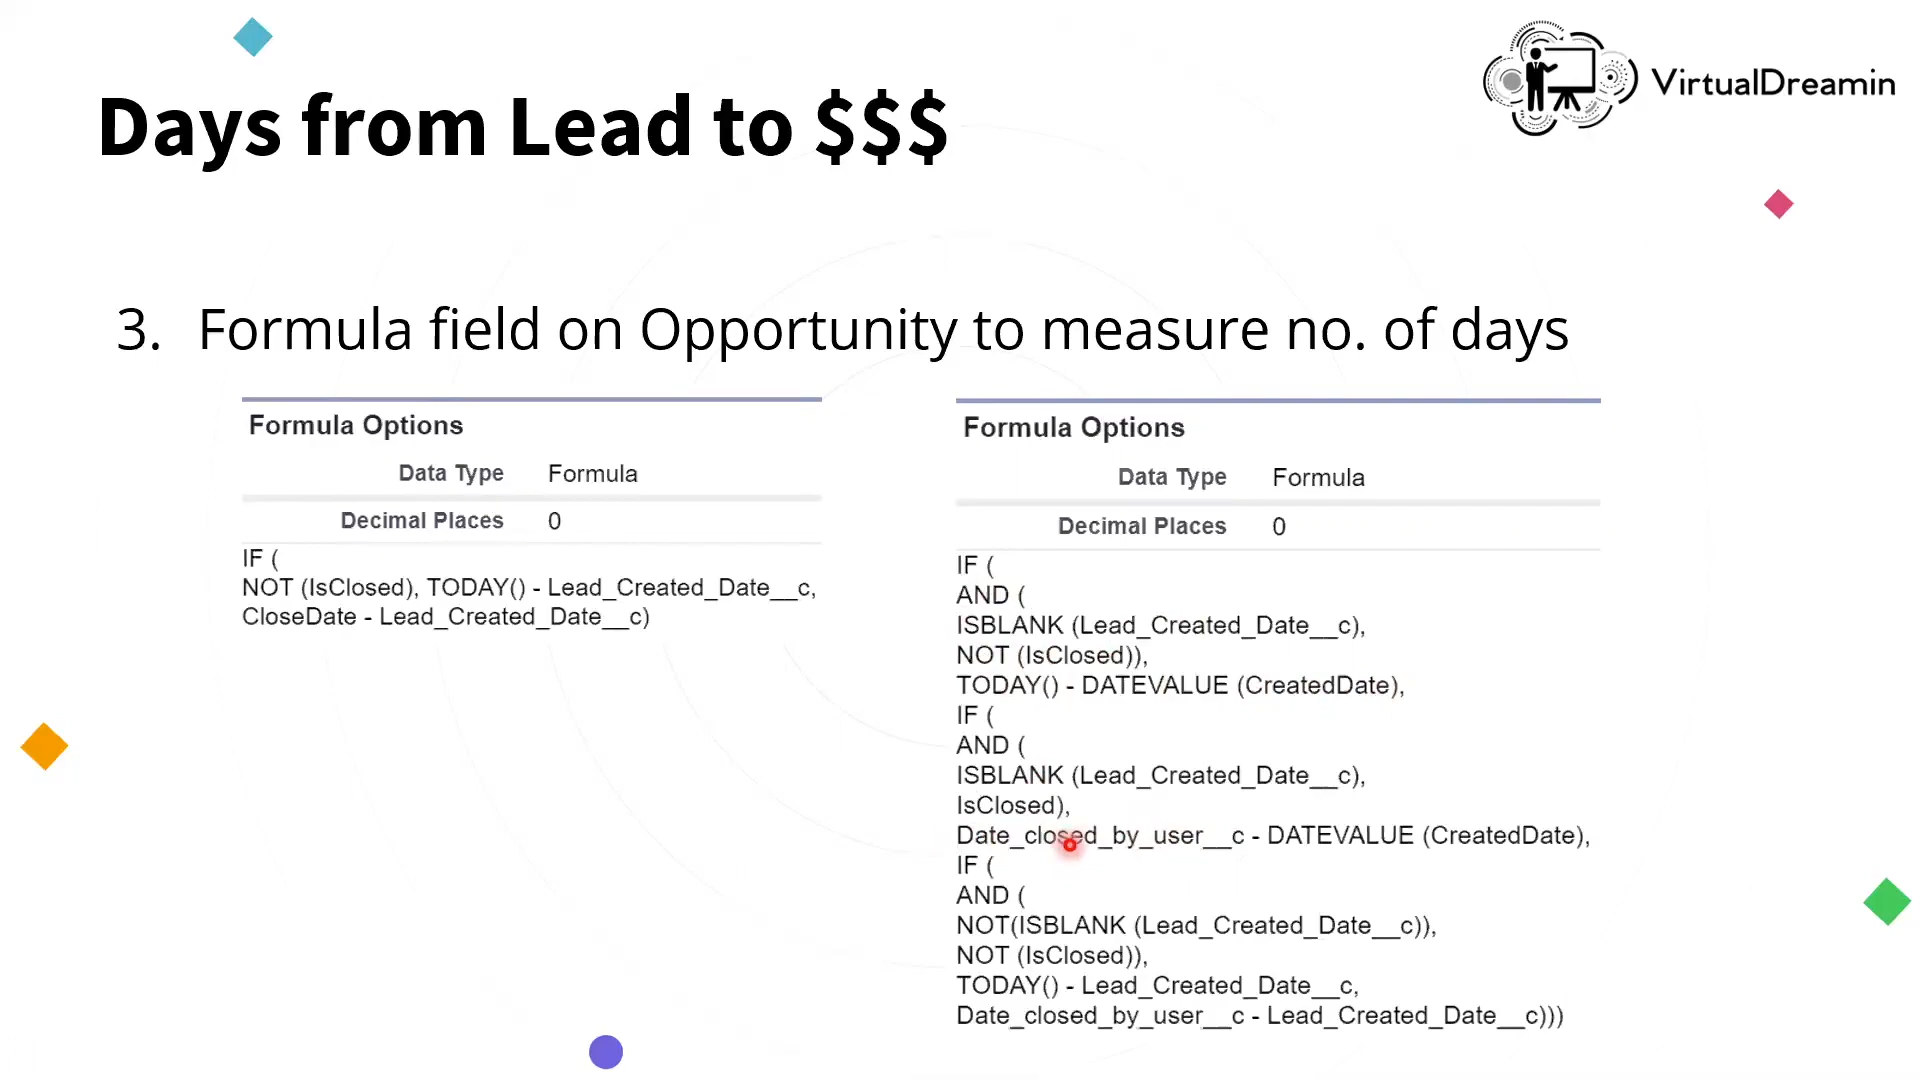 VirtualDreamin
Days from Lead to $$$
3. Formula field on Opportunity to measure no. of days
Formula Options
Data Type Formula
Decimal Places 0
IF (
NOT (IsClosed), TODAY() - Lead_Created_Date__c,
CloseDate - Lead_Created_Date__c)
Formula Options
Data Type Formula
Decimal Places 0
IF (
AND (
ISBLANK (Lead_Created_Date__c),
NOT (IsClosed)),
TODAY() - DATEVALUE (CreatedDate),
IF (
AND (
ISBLANK (Lead_Created_Date__c),
IsClosed),
Date_closed_by_user__c - DATEVALUE (CreatedDate),
IF (
AND (
NOT(ISBLANK (Lead_Created_Date__c)),
NOT (IsClosed)),
TODAY() - Lead_Created_Date__c,
Date_closed_by_user__c - Lead_Created_Date__c)))